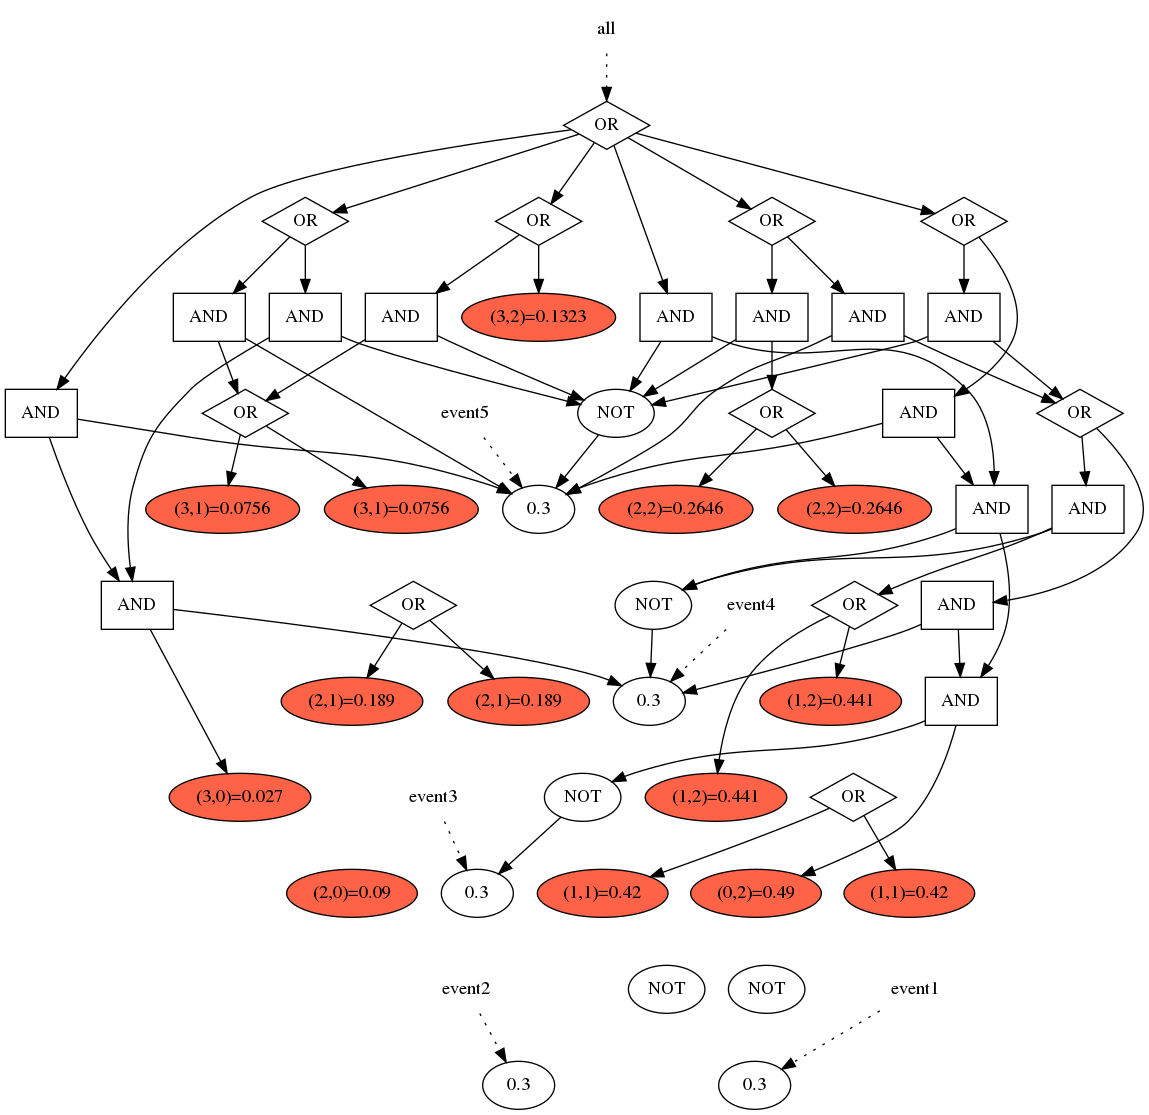 all
OR
OR
OR
OR
OR
AND
AND
AND
(3,2)=0.1323
AND
AND
AND
AND
AND
OR
event5
NOT
OR
AND
OR
(3,1)=0.0756
(3,1)=0.0756
0.3
(2,2)=0.2646
(2,2)=0.2646
AND
AND
AND
OR
NOT
event4
OR
AND
(2,1)=0.189
(2,1)=0.189
0.3
(1,2)=0.441
AND
(3,0)=0.027
event3
NOT
(1,2)=0.441
OR
(2,0)=0.09
0.3
(1,1)=0.42
(0,2)=0.49
(1,1)=0.42
event2
NOT
NOT
event1
0.3
0.3